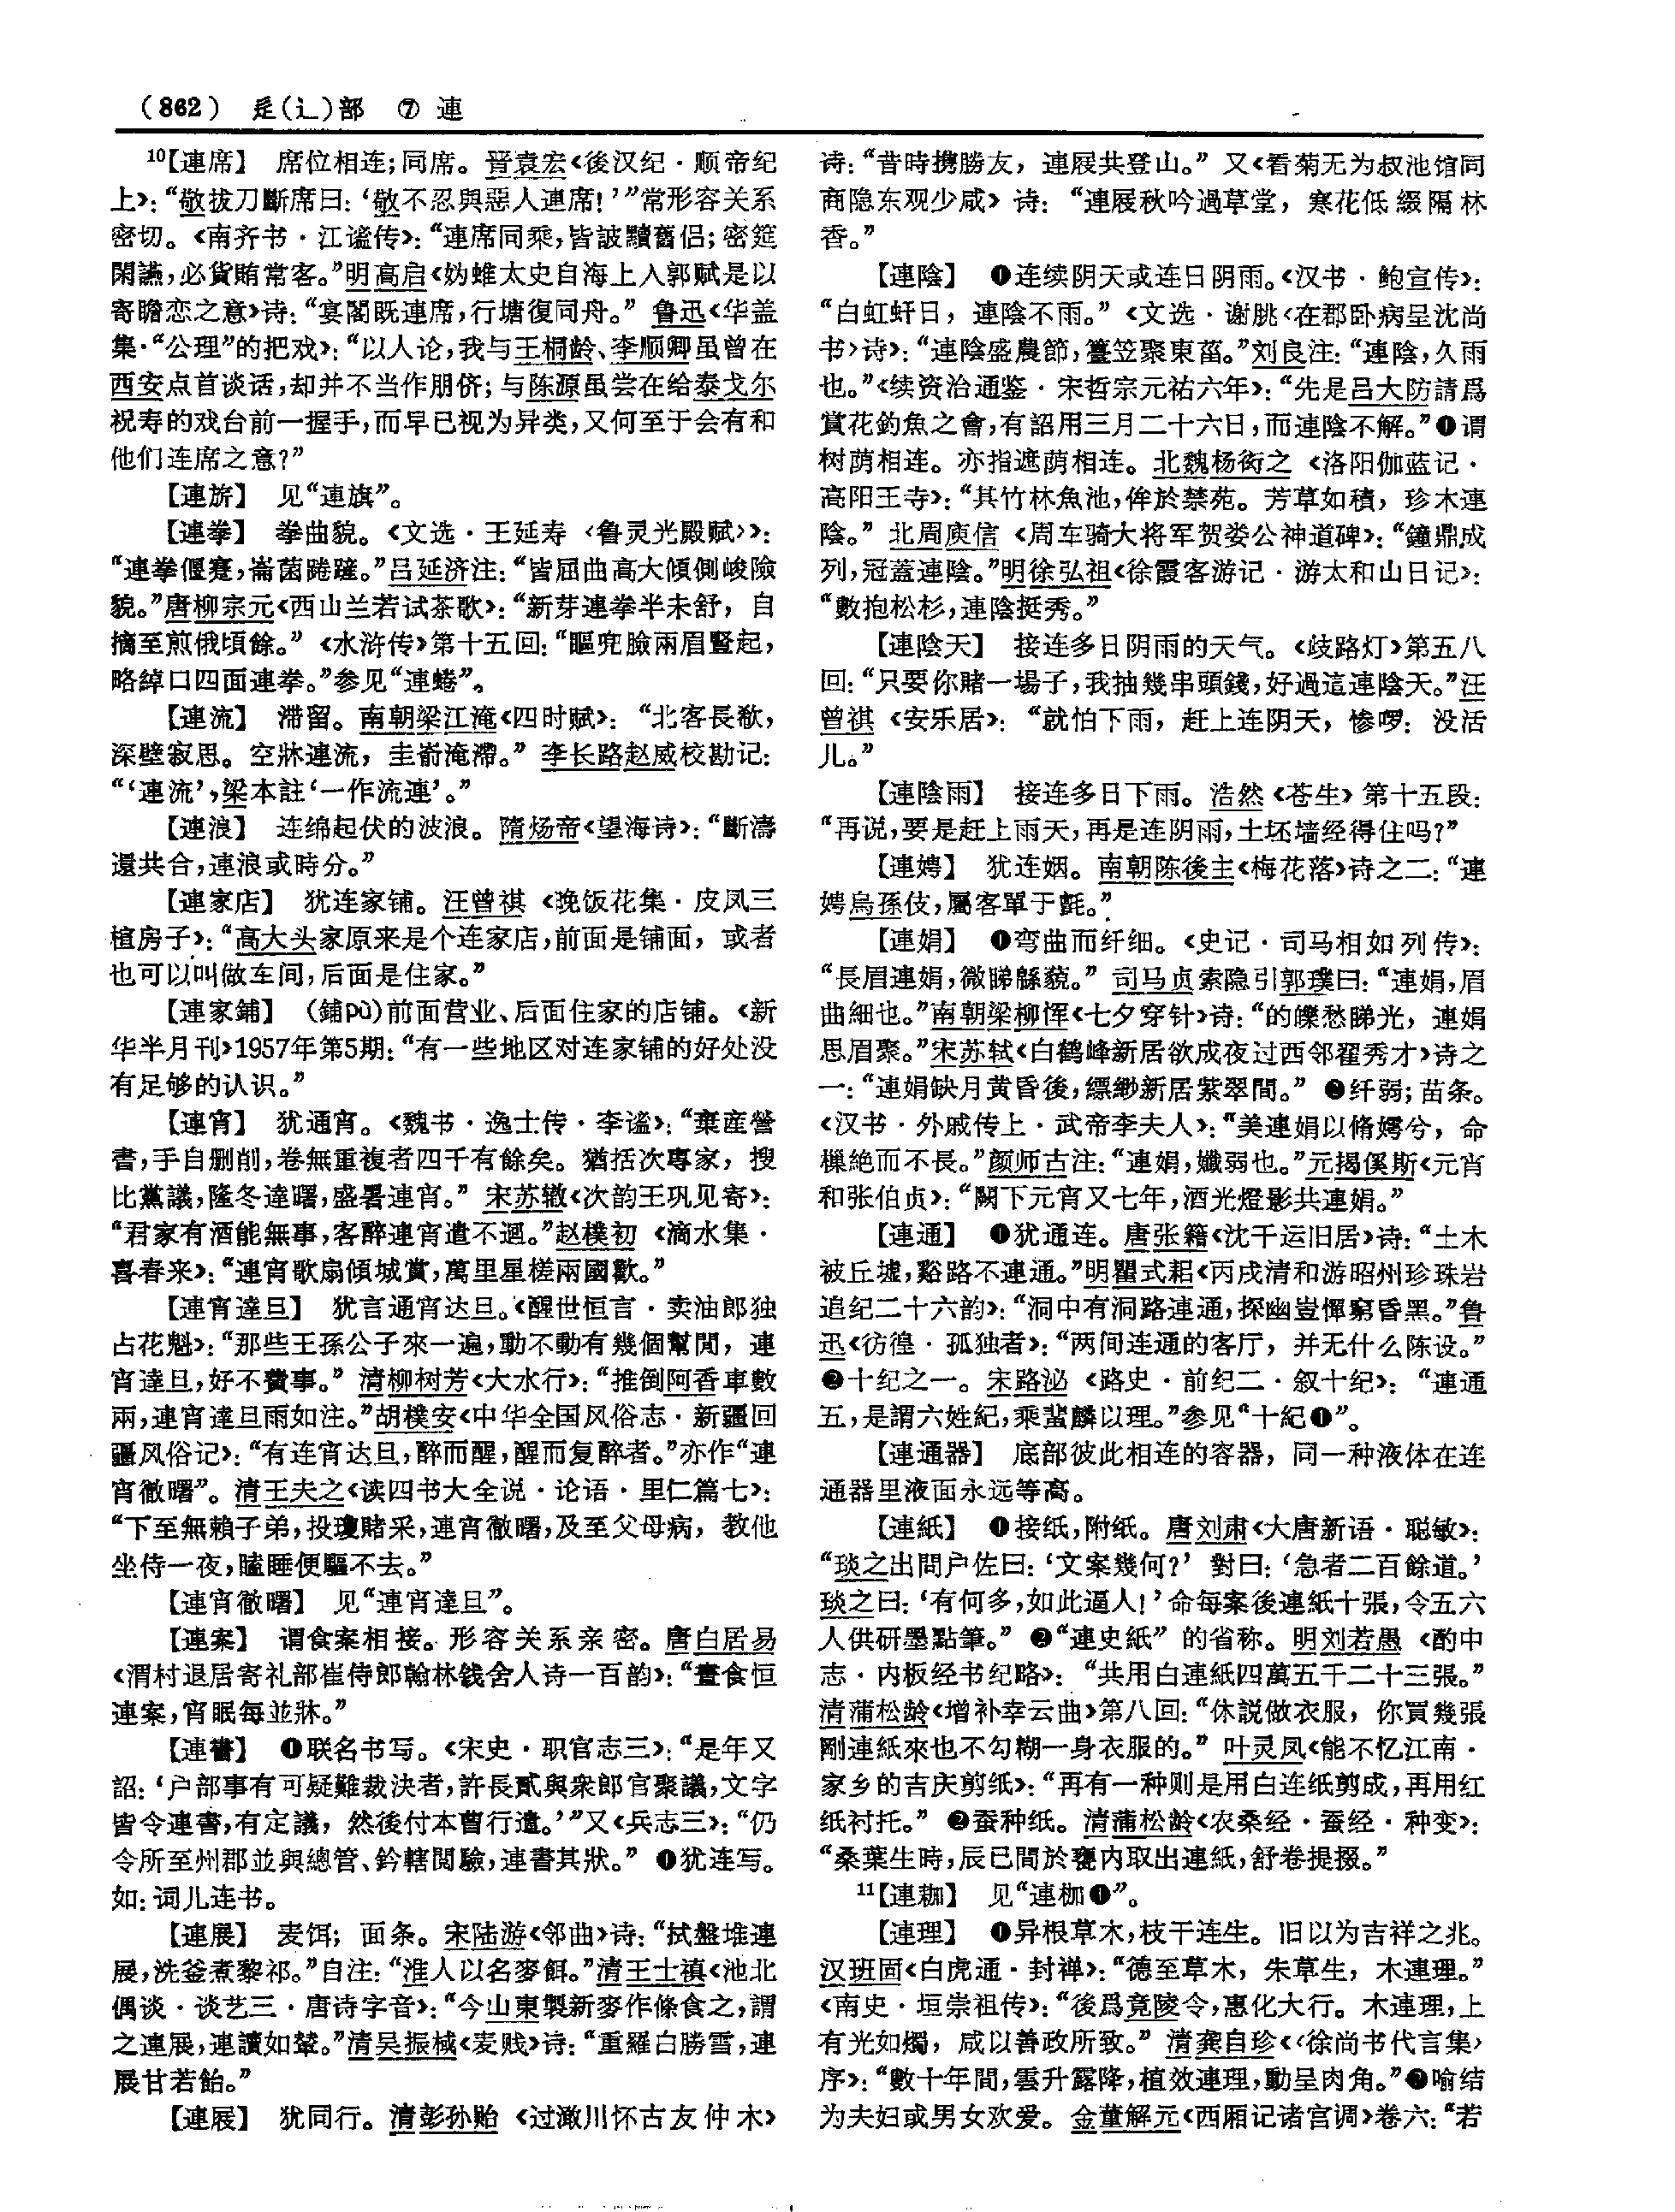 (862) 辵(辶)部 ⑦ 連
10【連席】 席位相连;同席。晋袁宏《後汉纪·顺帝纪
上》:“敬拔刀斷席曰:‘敬不忍與惡人連席!’”常形容关系
密切。《南齐书·江谧传》:“連席同乘,皆詖黷舊侣;密筵
閑讌,必貨賄常客。”明高启《妫蜼太史自海上入郭赋是以
寄瞻恋之意》诗:“宴閣既連席,行塘復同舟。”鲁迅《华盖
集·“公理”的把戏》:“以人论,我与王桐龄、李顺卿虽曾在
西安点首谈话,却并不当作朋侪;与陈源虽尝在给泰戈尔
祝寿的戏台前一握手,而早已视为异类,又何至于会有和
他们连席之意?”
【連旂】 见“連旗”。
【連拳】 拳曲貌。《文选·王延寿〈鲁灵光殿赋〉》:
“連拳偃蹇,崙菌踡䠥。”吕延济注:“皆屈曲高大傾側峻險
貌。”唐柳宗元《西山兰若试茶歌》:“新芽連拳半未舒,自
摘至煎俄頃餘。”《水浒传》第十五回:“瞘兜臉兩眉豎起,
略綽口四面連拳。”参见“連蜷”。
【連流】 滞留。南朝梁江淹《四时赋》:“北客長欷,
深壁寂思。空牀連流,圭窬淹滯。”李长路赵威校勘记:
“‘連流’,梁本註‘一作流連’。”
【連浪】 连绵起伏的波浪。隋炀帝《望海诗》:“斷濤
還共合,連浪或時分。”
【連家店】 犹连家铺。汪曾祺《晚饭花集·皮凤三
楦房子》:“高大头家原来是个连家店,前面是铺面,或者
也可以叫做车间,后面是住家。”
【連家鋪】 (鋪pù)前面营业、后面住家的店铺。《新
华半月刊》1957年第5期:“有一些地区对连家铺的好处没
有足够的认识。”
【連宵】 犹通宵。《魏书·逸士传·李谧》:“棄産營
書,手自删削,卷無重複者四千有餘矣。猶括次專家,搜
比黨議,隆冬達曙,盛暑連宵。”宋苏辙《次韵王巩见寄》:
“君家有酒能無事,客醉連宵遣不迴。”赵樸初《滴水集·
喜春来》:“連宵歌扇傾城賞,萬里星槎兩國歡。”
【連宵達旦】 犹言通宵达旦。《醒世恒言·卖油郎独
占花魁》:“那些王孫公子來一遍,動不動有幾個幫閒,連
宵達旦,好不費事。”清柳树芳《大水行》:“推倒阿香車數
兩,連宵達旦雨如注。”胡樸安《中华全国风俗志·新疆回
疆风俗记》:“有连宵达旦,醉而醒,醒而复醉者。”亦作“連
宵徹曙”。清王夫之《读四书大全说·论语·里仁篇七》:
“下至無賴子弟,投瓊賭采,連宵徹曙,及至父母病,教他
坐侍一夜,瞌睡便驅不去。”
【連宵徹曙】 见“連宵達旦”。
【連案】 谓食案相接。形容关系亲密。唐白居易
《渭村退居寄礼部崔侍郎翰林钱舍人诗一百韵》:“晝食恒
連案,宵眠每並牀。”
【連書】 ❶联名书写。《宋史·职官志三》:“是年又
詔:‘户部事有可疑難裁決者,許長貳與衆郎官聚議,文字
皆令連書,有定議,然後付本曹行遣。’”又《兵志三》:“仍
令所至州郡並與總管、鈐轄閲驗,連書其狀。” ❶犹连写。
如:词儿连书。
【連展】 麦饵;面条。宋陆游《邻曲》诗:“拭盤堆連
展,洗釜煮黎祁。”自注:“淮人以名麥餌。”清王士禛《池北
偶谈·谈艺三·唐诗字音》:“今山東製新麥作條食之,謂
之連展,連讀如輦。”清吴振棫《麦贱》诗:“重羅白勝雪,連
展甘若飴。”
【連展】 犹同行。清彭孙贻《过澉川怀古友仲木》
诗:“昔時携勝友,連展共登山。”又《看菊无为叔池馆同
商隐东观少咸》诗:“連屐秋吟過草堂,寒花低綴隔林
香。”
【連陰】 ❶连续阴天或连日阴雨。《汉书·鲍宣传》:
“白虹虷日,連陰不雨。”《文选·谢朓〈在郡卧病呈沈尚
书〉诗》:“連陰盛農節,籉笠聚東菑。”刘良注:“連陰,久雨
也。”《续资治通鉴·宋哲宗元祐六年》:“先是吕大防請爲
賞花釣魚之會,有詔用三月二十六日,而連陰不解。”❶谓
树荫相连。亦指遮荫相连。北魏杨衒之《洛阳伽蓝记·
高阳王寺》:“其竹林魚池,侔於禁苑。芳草如積,珍木連
陰。”北周庾信《周车骑大将军贺娄公神道碑》:“鐘鼎成
列,冠蓋連陰。”明徐弘祖《徐霞客游记·游太和山日记》:
“數抱松杉,連陰挺秀。”
【連陰天】 接连多日阴雨的天气。《歧路灯》第五八
回:“只要你賭一場子,我抽幾串頭錢,好過這連陰天。”汪
曾祺《安乐居》:“就怕下雨,赶上连阴天,惨啰:没活
儿。”
【連陰雨】 接连多日下雨。浩然《苍生》第十五段:
“再说,要是赶上雨天,再是连阴雨,土坯墙经得住吗?”
【連娉】 犹连姻。南朝陈後主《梅花落》诗之二:“連
娉烏孫伎,屬客單于氈。”
【連娟】 ❶弯曲而纤细。《史记·司马相如列传》:
“長眉連娟,微睇緜藐。”司马贞索隐引郭璞曰:“連娟,眉
曲細也。”南朝梁柳恽《七夕穿针》诗:“的皪愁睇光,連娟
思眉聚。”宋苏轼《白鹤峰新居欲成夜过西邻翟秀才》诗之
一:“連娟缺月黄昏後,縹緲新居紫翠間。” ❷纤弱;苗条。
《汉书·外戚传上·武帝李夫人》:“美連娟以脩嫮兮,命
樔絶而不長。”颜师古注:“連娟,孅弱也。”元揭傒斯《元宵
和张伯贞》:“闕下元宵又七年,酒光燈影共連娟。”
【連通】 ❶犹通连。唐张籍《沈千运旧居》诗:“土木
被丘墟,谿路不連通。”明瞿式耜《丙戌清和游昭州珍珠岩
追纪二十六韵》:“洞中有洞路連通,探幽豈憚窮昏黑。”鲁
迅《彷徨·孤独者》:“两间连通的客厅,并无什么陈设。”
❷十纪之一。宋路泌《路史·前纪二·叙十纪》:“連通
五,是謂六姓紀,乘蜚麟以理。”参见“十紀❶”。
【連通器】 底部彼此相连的容器,同一种液体在连
通器里液面永远等高。
【連紙】 ❶接纸,附纸。唐刘肃《大唐新语·聪敏》:
“琰之出問户佐曰:‘文案幾何?’對曰:‘急者二百餘道。’
琰之曰:‘有何多,如此逼人!’命每案後連紙十張,令五六
人供研墨點筆。” ❷“連史紙”的省称。明刘若愚《酌中
志·内板经书纪略》:“共用白連紙四萬五千二十三張。”
清蒲松龄《增补幸云曲》第八回:“休説做衣服,你買幾張
剛連紙來也不勾糊一身衣服的。”叶灵凤《能不忆江南·
家乡的吉庆剪纸》:“再有一种则是用白连纸剪成,再用红
纸衬托。” ❷蚕种纸。清蒲松龄《农桑经·蚕经·种变》:
“桑葉生時,辰巳間於甕内取出連紙,舒卷提掇。”
11【連耞】 见“連枷❶”。
【連理】 ❶异根草木,枝干连生。旧以为吉祥之兆。
汉班固《白虎通·封禅》:“德至草木,朱草生,木連理。”
《南史·垣崇祖传》:“後爲竟陵令,惠化大行。木連理,上
有光如燭,咸以善政所致。”清龚自珍《〈徐尚书代言集〉
序》:“數十年間,雲升露降,植效連理,動呈肉角。”❷喻结
为夫妇或男女欢爱。金董解元《西厢记诸宫调》卷六:“若